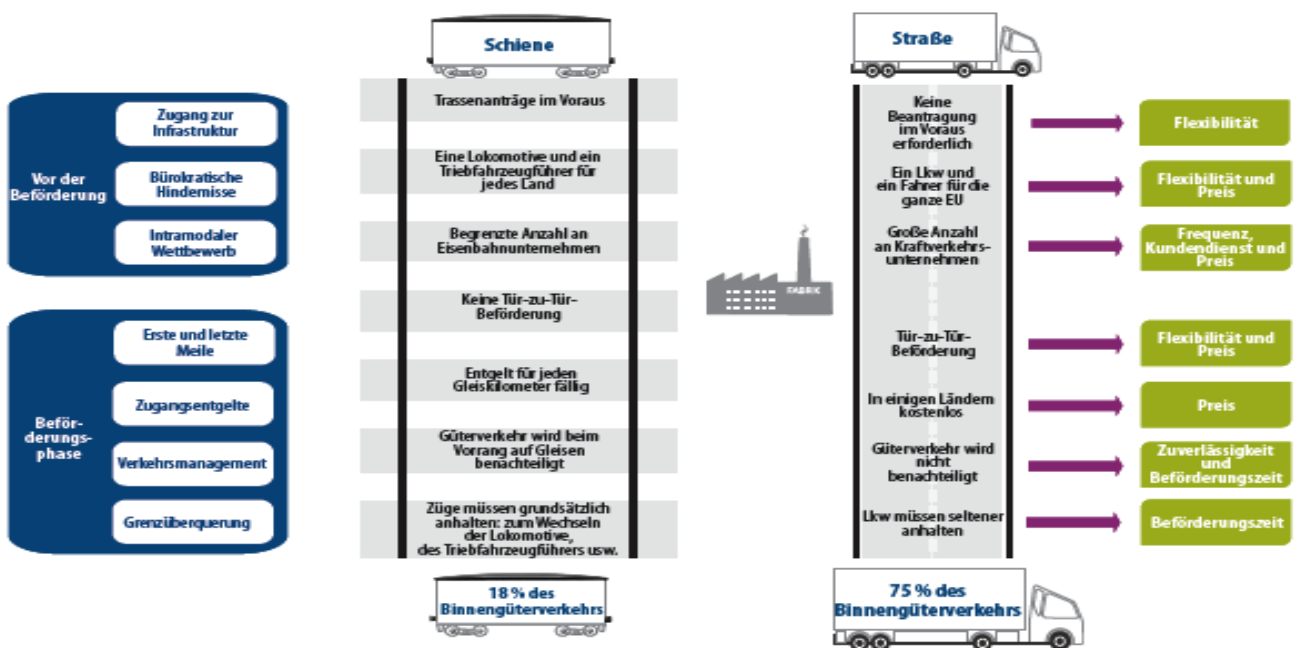 Schiene
Straße
Vor der
Beförderung
Zugang zur
Infrastruktur
Trassenanträge im Voraus
Keine
Beantragung
im Voraus
erforderlich
Flexibilität
Bürokratische
Hindernisse
Eine Lokomotive und ein
Triebfahrzeugführer für
jedes Land
Ein Lkw und
ein Fahrer für die
ganze EU
Flexibilität und
Preis
Intramodaler
Wettbewerb
Begrenzte Anzahl an
Eisenbahnunternehmen
Große Anzahl
an Kraftverkehrs-
unternehmen
Frequenz,
Kundendienst und
Preis
FABRIK
Beför-
derungs-
phase
Erste und letzte
Meile
Keine Tür-zu-Tür-
Beförderung
Tür-zu-Tür-
Beförderung
Flexibilität und
Preis
Zugangsentgelte
Entgelt für jeden
Gleiskilometer fällig
In einigen Ländern
kostenlos
Preis
Verkehrsmanagement
Güterverkehr wird beim
Vorrang auf Gleisen
benachteiligt
Güterverkehr wird
nicht
benachteiligt
Zuverlässigkeit
und
Beförderungszeit
Grenzüberquerung
Züge müssen grundsätzlich
anhalten: zum Wechseln
der Lokomotive,
des Triebfahrzeugführers usw.
Lkw müssen seltener
anhalten
Beförderungszeit
18 % des
Binnengüterverkehrs
75 % des
Binnengüterverkehrs